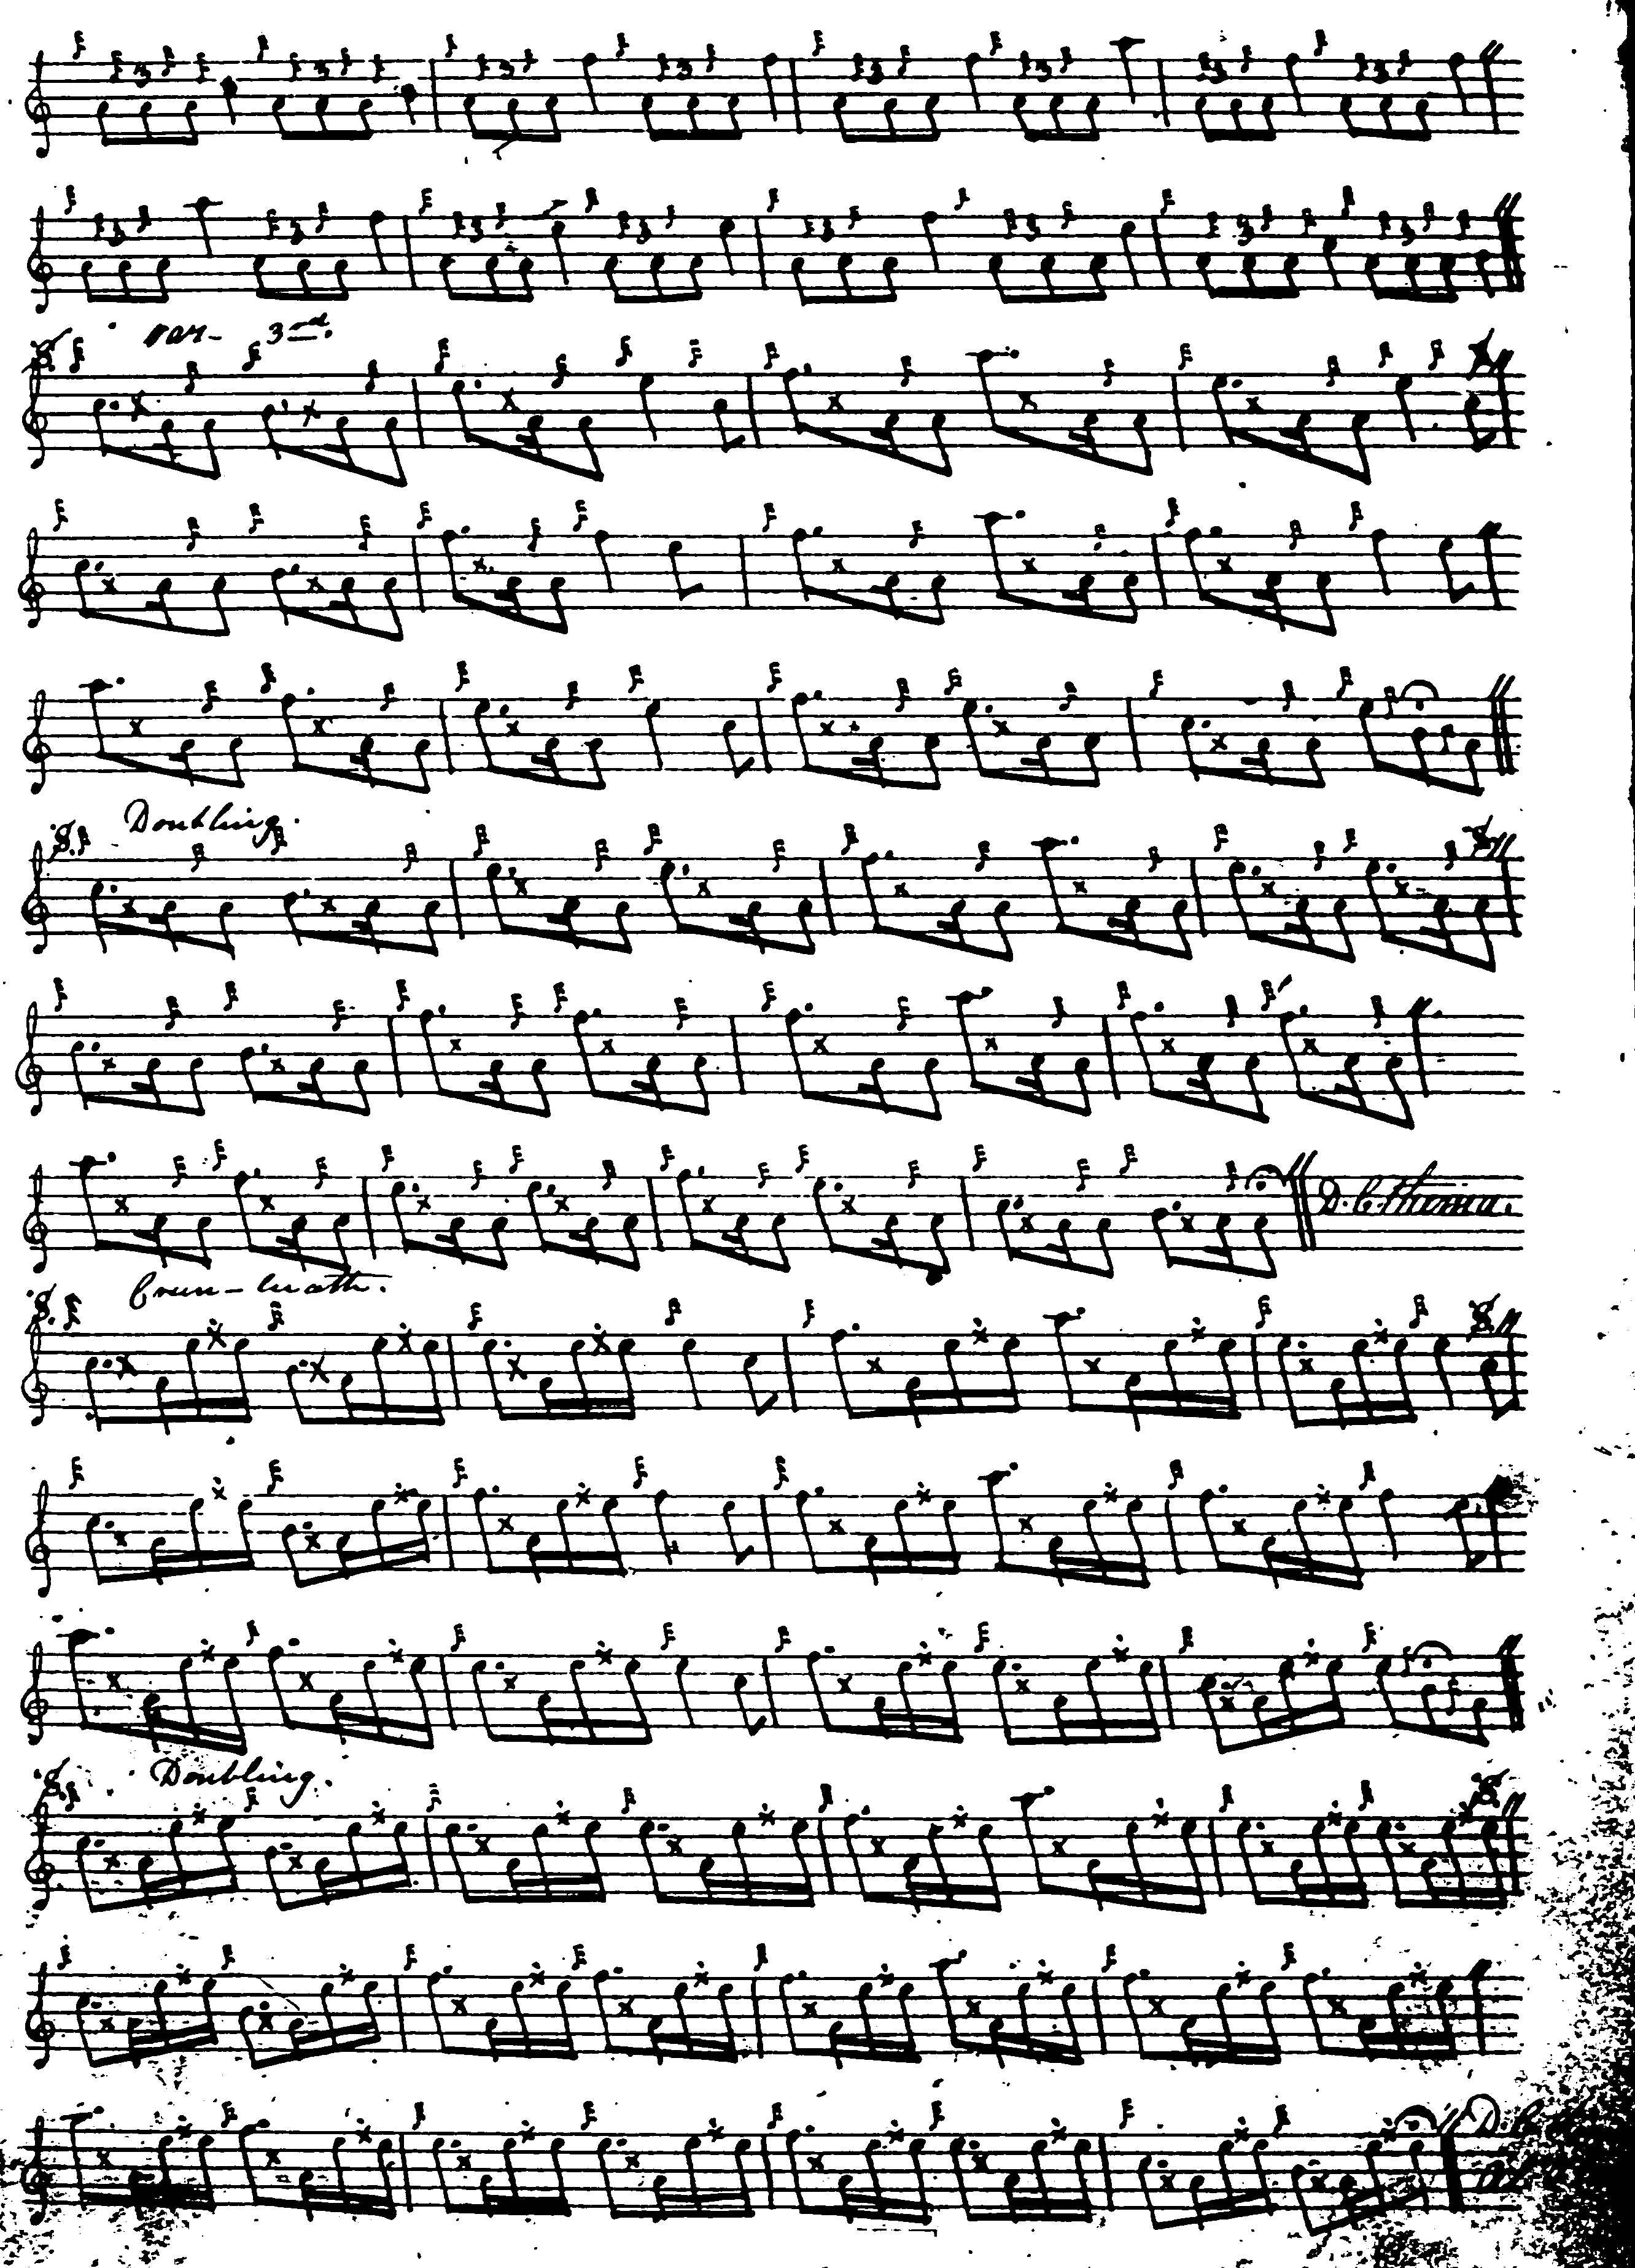 var- 3rd.
Doubling.
D. C. Thema.
Crun-luath.
Doubling.
D. C.